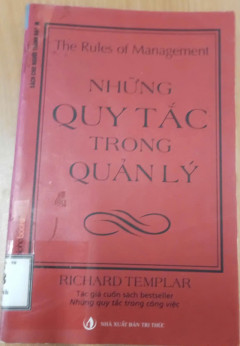 The Rules of Management
NHỮNG
QUY TẮC
TRONG
QUẢN LÝ
RICHARD TEMPLAR
Tác giả cuốn sách bestseller
Những quy tắc trong công việc
NHÀ XUẤT BẢN TRI THỨC